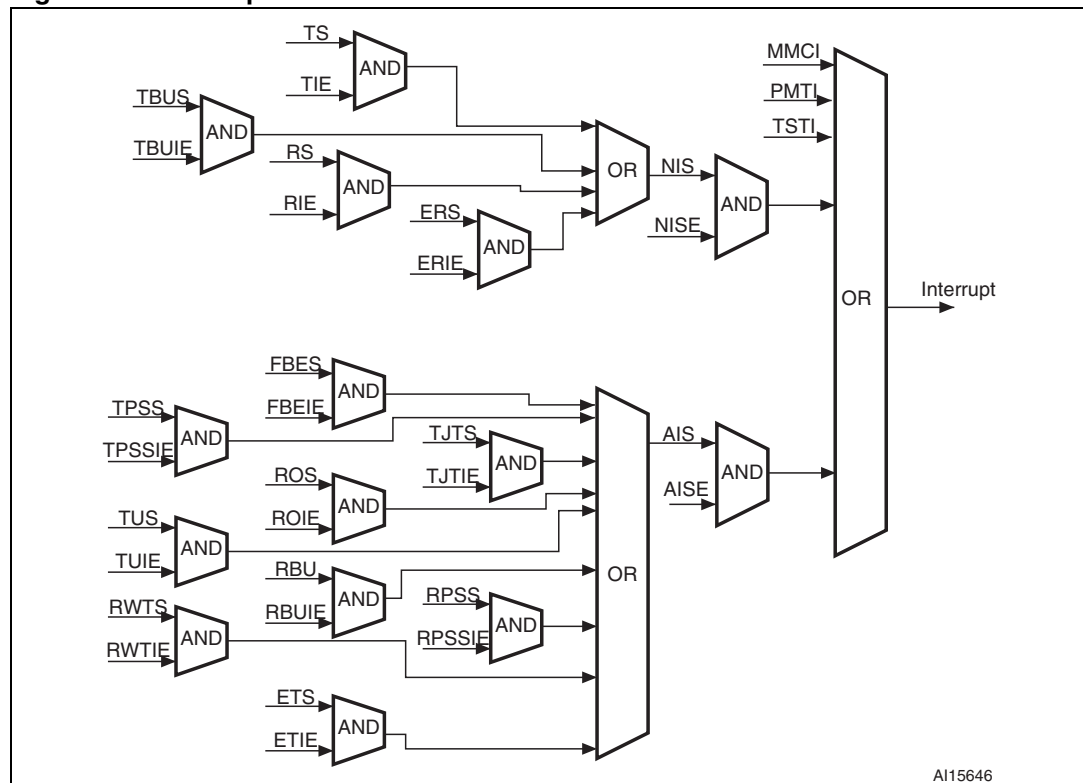 TS
MMCI
AND
TIE
PMTI
TBUS
TSTI
AND
TBUIE
RS
AND
OR
NIS
RIE
AND
ERS
NISE
AND
ERIE
Interrupt
OR
FBES
AND
FBEIE
TPSS
AND
TPSSIE
TJTS
AIS
AND
TJTIE
AND
ROS
AND
ROIE
AISE
TUS
AND
TUIE
RBU
AND
RBUIE
OR
RPSS
AND
RPSSIE
RWTS
AND
RWTIE
ETS
AND
ETIE
AI15646